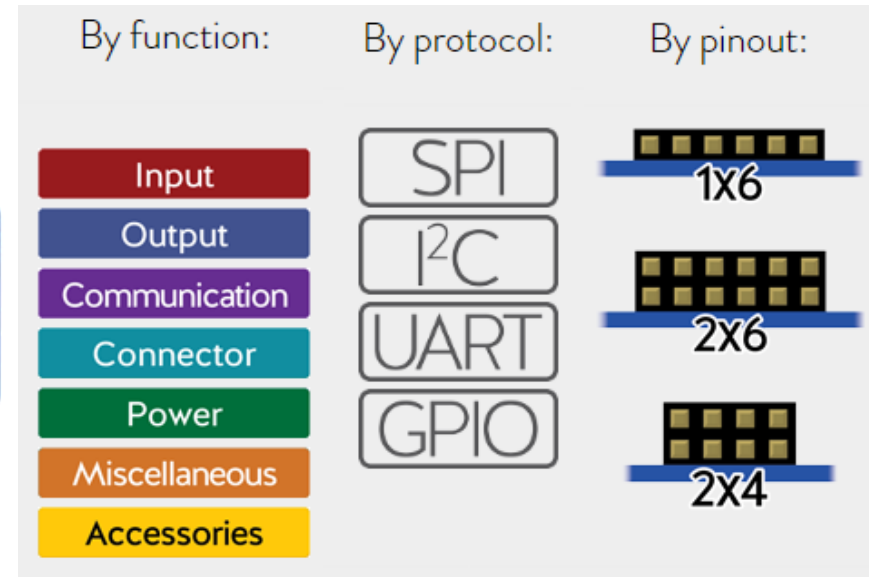 By function:
Input
Output
Communication
Connector
Power
Miscellaneous
Accessories
By protocol:
SPI
I²C
UART
GPIO
By pinout:
1x6
2x6
2x4